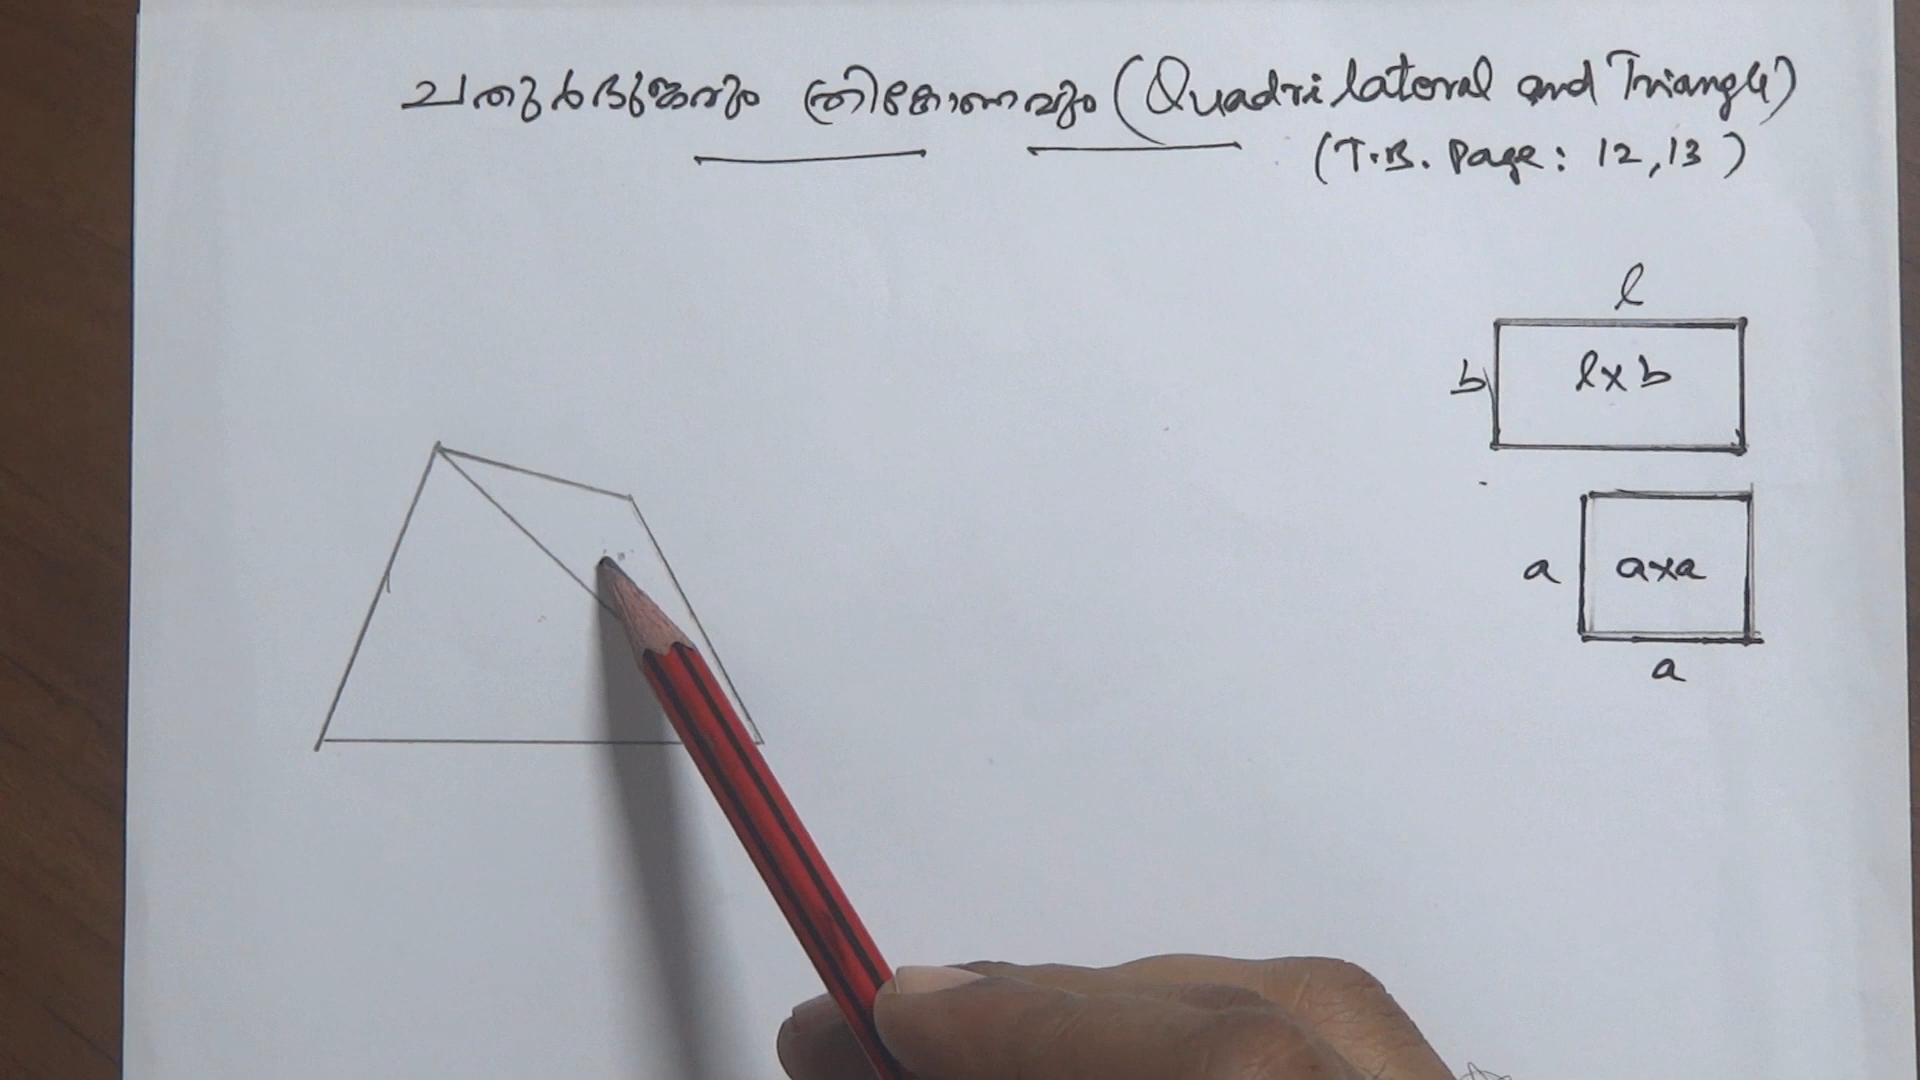 ചതുർഭുജവും ത്രികോണവും (Quadrilateral and Triangle)
(T.B. Page: 12,13)
l
b l x b
a a x a
a